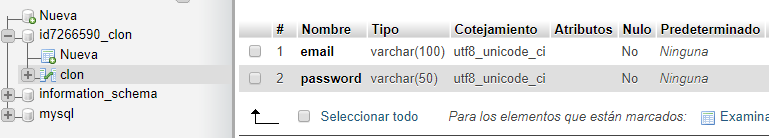 Nueva
id7266590_clon
Nueva
clon
information_schema
mysql
# Nombre Tipo Cotejamiento Atributos Nulo Predeterminado
1 email varchar(100) utf8_unicode_ci No Ninguna
2 password varchar(50) utf8_unicode_ci No Ninguna
Seleccionar todo Para los elementos que están marcados: Examina